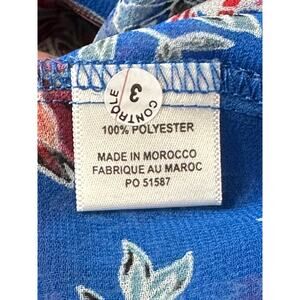 CONTROLE
3
100% POLYESTER
MADE IN MOROCCO
FABRIQUE AU MAROC
PO 51587